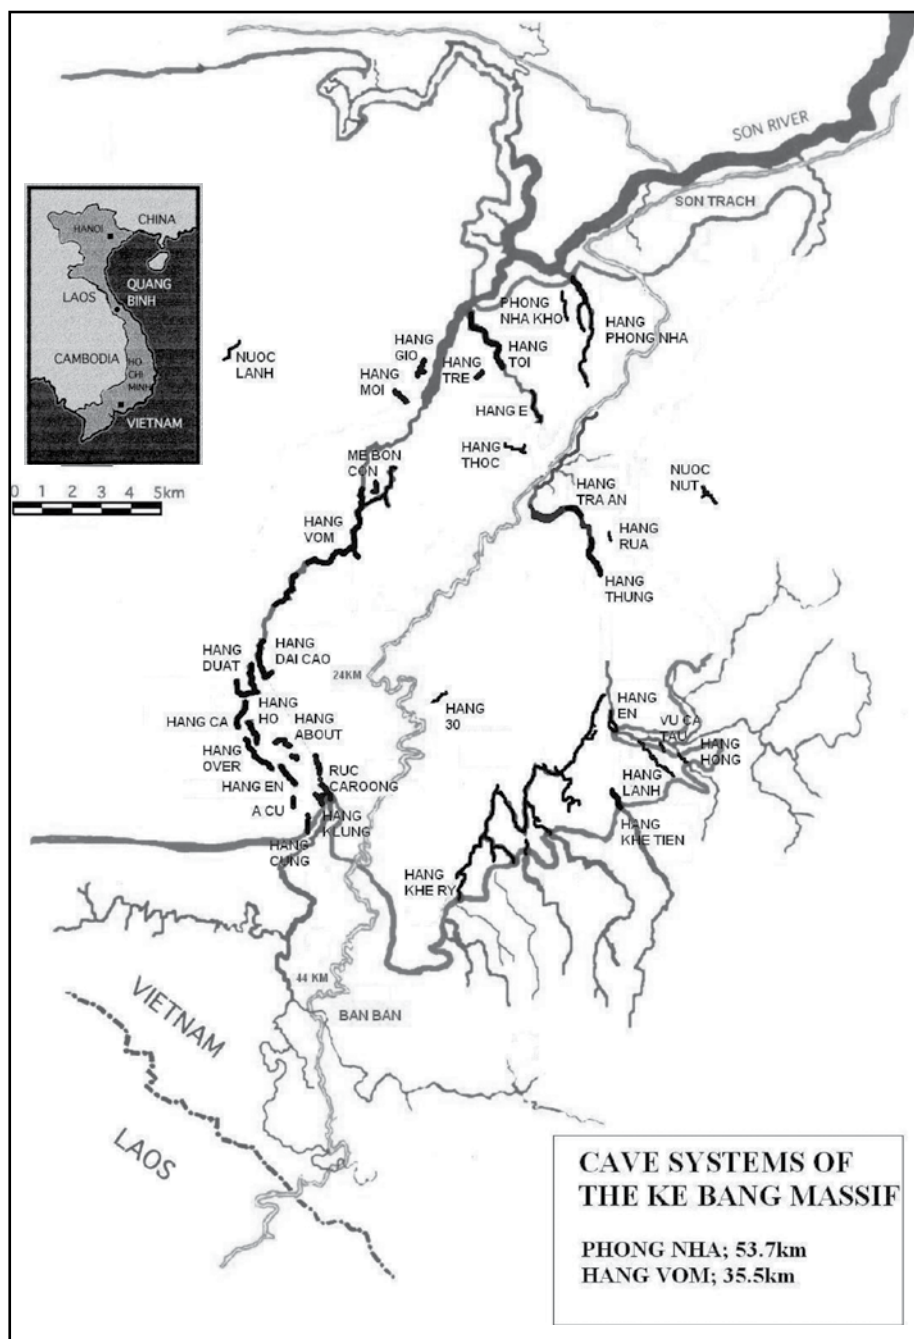 SON RIVER
SON TRACH
CHINA
HANOI
LAOS
QUANG
BINH
CAMBODIA
HO
CHI
MINH
VIETNAM
NUOC
LANH
HANG
GIO
HANG
MOI
HANG
TRE
HANG
TOI
PHONG
NHA KHO
HANG
PHONG NHA
HANG E
HANG
THOC
ME BON
CON
HANG
TRA AN
NUOC
NUT
0 1 2 3 4 5km
HANG
VOM
HANG
RUA
HANG
THUNG
HANG
DUAT
HANG
DAI CAO
24KM
HANG
30
HANG CA
HANG
HO
HANG
ABOUT
HANG
OVER
HANG EN
RUC
CAROONG
A CU
HANG
KLUNG
HANG
CUNG
HANG
EN
VU CA
TAU
HANG
HONG
HANG
LANH
HANG
KHE TIEN
HANG
KHE RY
44 KM
BAN BAN
VIETNAM
LAOS
CAVE SYSTEMS OF
THE KE BANG MASSIF
PHONG NHA; 53.7km
HANG VOM; 35.5km